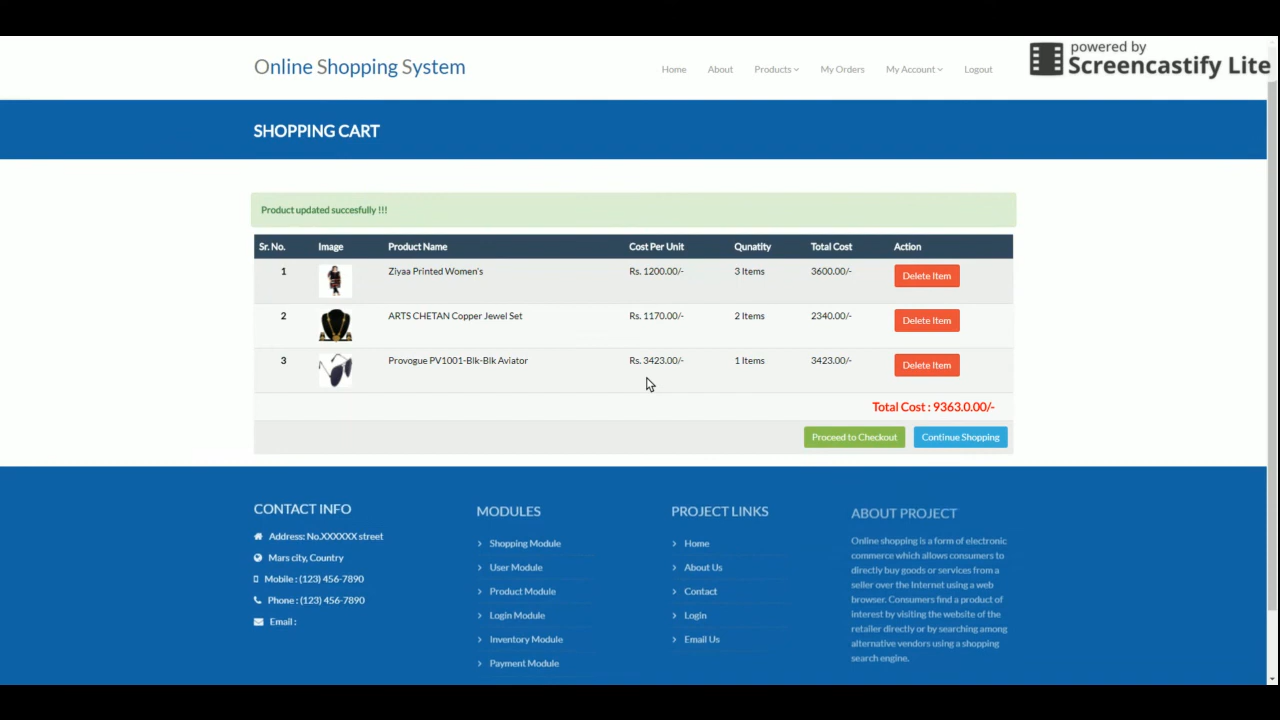 powered by
Screencastify Lite
Online Shopping System
Home About Products My Orders My Account Logout
SHOPPING CART
Product updated succesfully !!!
Sr. No. Image Product Name Cost Per Unit Qunatity Total Cost Action
1 Ziyaa Printed Women's Rs. 1200.00/- 3 Items 3600.00/- Delete Item
2 ARTS CHETAN Copper Jewel Set Rs. 1170.00/- 2 Items 2340.00/- Delete Item
3 Provogue PV1001-Blk-Blk Aviator Rs. 3423.00/- 1 Items 3423.00/- Delete Item
Total Cost : 9363.0.00/-
Proceed to Checkout Continue Shopping
CONTACT INFO
Address: No.XXXXXX street
Mars city, Country
Mobile : (123) 456-7890
Phone : (123) 456-7890
Email :
MODULES
Shopping Module
User Module
Product Module
Login Module
Inventory Module
Payment Module
PROJECT LINKS
Home
About Us
Contact
Login
Email Us
ABOUT PROJECT
Online shopping is a form of electronic
commerce which allows consumers to
directly buy goods or services from a
seller over the Internet using a web
browser. Consumers find a product of
interest by visiting the website of the
retailer directly or by searching among
alternative vendors using a shopping
search engine.